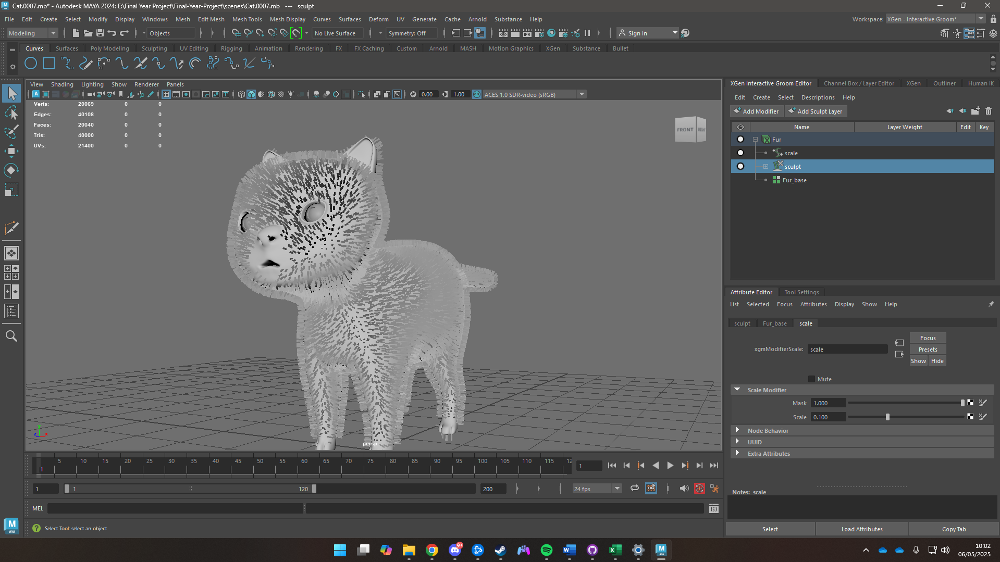 Cat.0007.mb* - Autodesk MAYA 2024: E:\Final Year Project\Final-Year-Project\scenes\Cat.0007.mb --- sculpt
File Edit Create Select Modify Display Windows Mesh Edit Mesh Mesh Tools Mesh Display Curves Surfaces Deform UV Generate Cache Arnold Substance Help
Workspace: XGen - Interactive Groom*
Modeling Objects No Live Surface Symmetry: Off IPR Sign In
Curves Surfaces Poly Modeling Sculpting UV Editing Rigging Animation Rendering FX FX Caching Custom Arnold MASH Motion Graphics XGen Substance Bullet
View Shading Lighting Show Renderer Panels
0.00 1.00 ON ACES 1.0 SDR-video (sRGB)
Verts: 20069 0 0
Edges: 40108 0 0
Faces: 20040 0 0
Tris: 40000 0 0
UVs: 21400 0 0
FRONT
y
z x
persp
XGen Interactive Groom Editor Channel Box / Layer Editor XGen Outliner Human IK
Edit Create Select Descriptions Help
Add Modifier Add Sculpt Layer
Name Layer Weight Edit Key
Fur
scale
sculpt
Fur_base
Attribute Editor Tool Settings
List Selected Focus Attributes Display Show Help
sculpt Fur_base scale
Focus
xgmModifierScale: scale
Presets
Show Hide
Mute
Scale Modifier
Mask 1.000
Scale 0.100
Node Behavior
UUID
Extra Attributes
Notes: scale
Select Load Attributes Copy Tab
5 10 15 20 25 30 35 40 45 50 55 60 65 70 75 80 85 90 95 100 105 110 115 12
1
1
1 1 120 200 24 fps
MEL
M
AYA
Select Tool: select an object
9+
10:02
06/05/2025